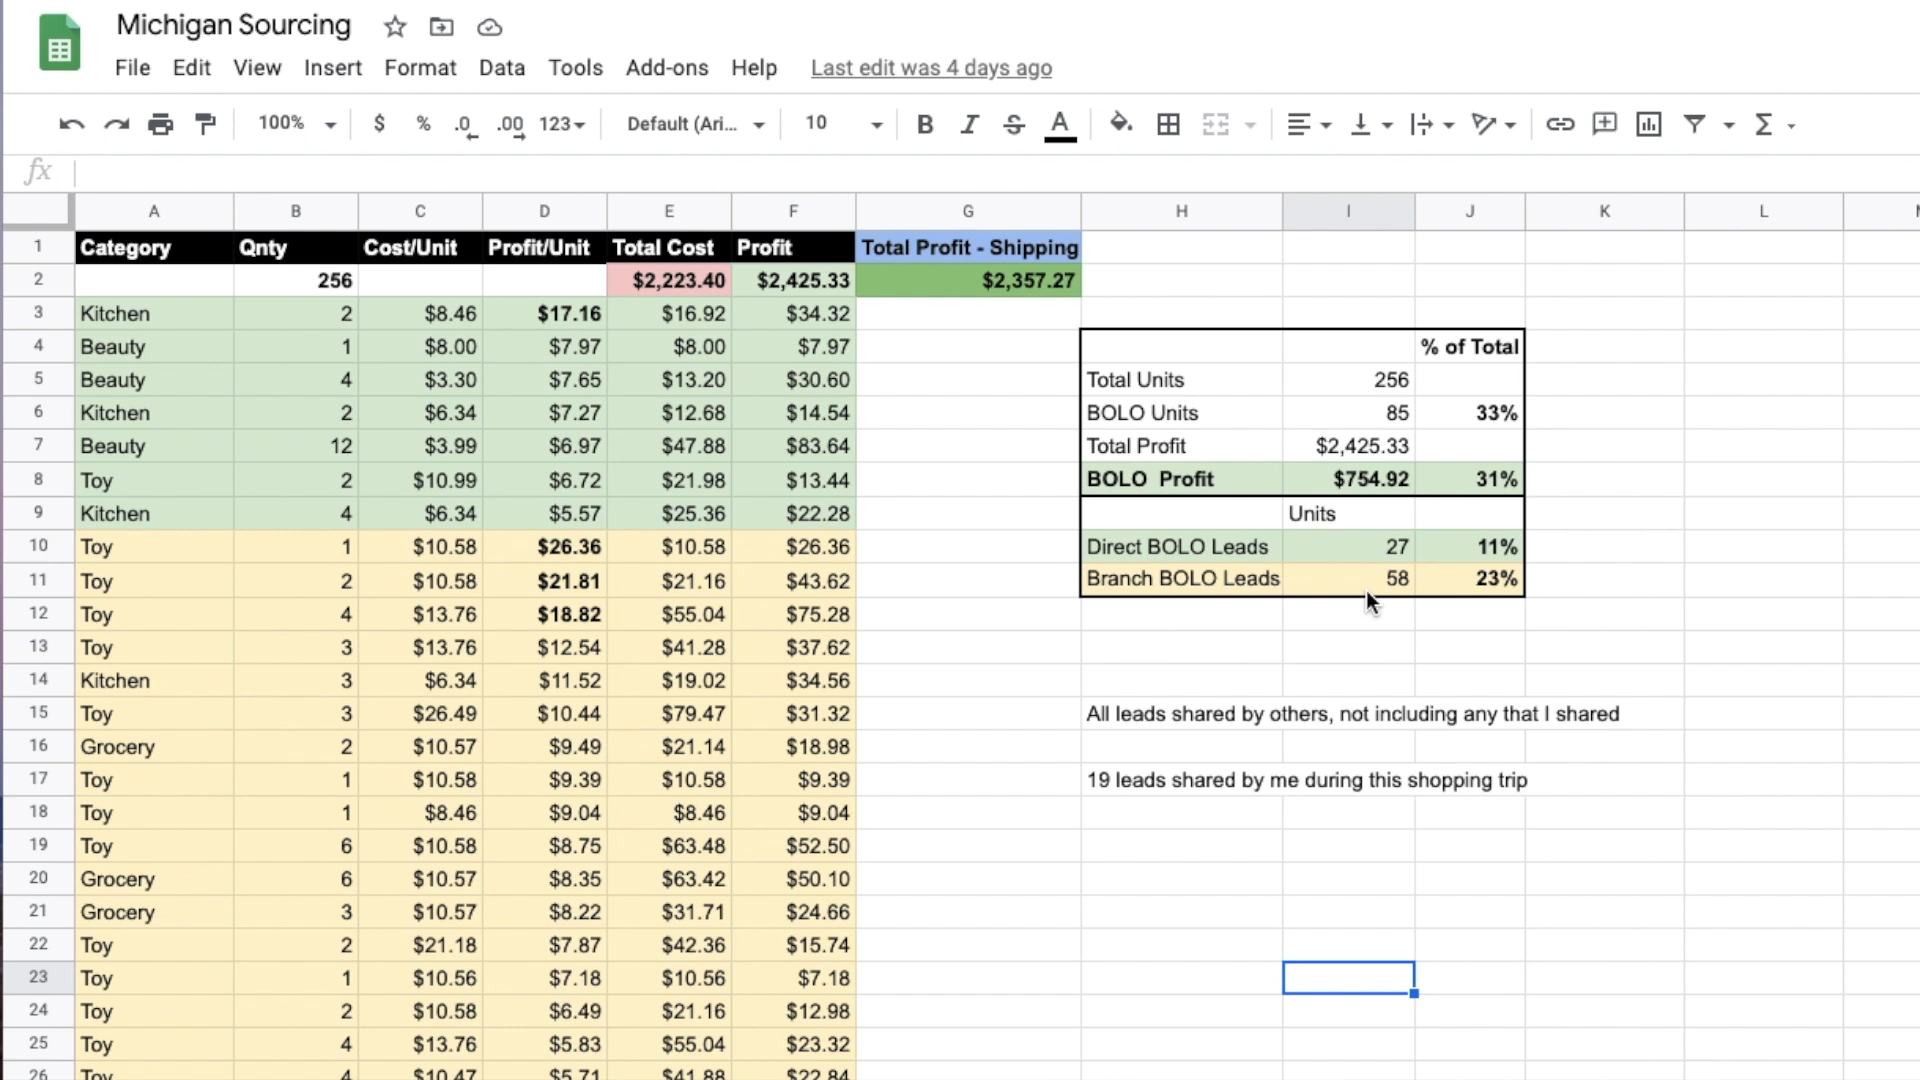 Michigan Sourcing
File Edit View Insert Format Data Tools Add-ons Help Last edit was 4 days ago
100% $ % .0 .00 123 Default (Ari... 10 B I S A
fx
A B C D E F G H I J K L
1 Category Qnty Cost/Unit Profit/Unit Total Cost Profit Total Profit - Shipping
2 256 $2,223.40 $2,425.33 $2,357.27
3 Kitchen 2 $8.46 $17.16 $16.92 $34.32
4 Beauty 1 $8.00 $7.97 $8.00 $7.97 % of Total
5 Beauty 4 $3.30 $7.65 $13.20 $30.60 Total Units 256
6 Kitchen 2 $6.34 $7.27 $12.68 $14.54 BOLO Units 85 33%
7 Beauty 12 $3.99 $6.97 $47.88 $83.64 Total Profit $2,425.33
8 Toy 2 $10.99 $6.72 $21.98 $13.44 BOLO Profit $754.92 31%
9 Kitchen 4 $6.34 $5.57 $25.36 $22.28 Units
10 Toy 1 $10.58 $26.36 $10.58 $26.36 Direct BOLO Leads 27 11%
11 Toy 2 $10.58 $21.81 $21.16 $43.62 Branch BOLO Leads 58 23%
12 Toy 4 $13.76 $18.82 $55.04 $75.28
13 Toy 3 $13.76 $12.54 $41.28 $37.62
14 Kitchen 3 $6.34 $11.52 $19.02 $34.56
15 Toy 3 $26.49 $10.44 $79.47 $31.32 All leads shared by others, not including any that I shared
16 Grocery 2 $10.57 $9.49 $21.14 $18.98
17 Toy 1 $10.58 $9.39 $10.58 $9.39 19 leads shared by me during this shopping trip
18 Toy 1 $8.46 $9.04 $8.46 $9.04
19 Toy 6 $10.58 $8.75 $63.48 $52.50
20 Grocery 6 $10.57 $8.35 $63.42 $50.10
21 Grocery 3 $10.57 $8.22 $31.71 $24.66
22 Toy 2 $21.18 $7.87 $42.36 $15.74
23 Toy 1 $10.56 $7.18 $10.56 $7.18
24 Toy 2 $10.58 $6.49 $21.16 $12.98
25 Toy 4 $13.76 $5.83 $55.04 $23.32
26 Toy 4 $10.47 $5.71 $41.88 $22.84